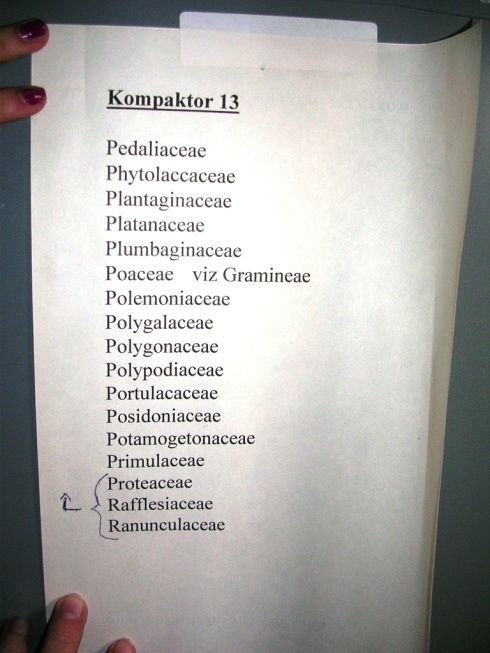 Kompaktor 13
Pedaliaceae
Phytolaccaceae
Plantaginaceae
Platanaceae
Plumbaginaceae
Poaceae viz Gramineae
Polemoniaceae
Polygalaceae
Polygonaceae
Polypodiaceae
Portulacaceae
Posidoniaceae
Potamogetonaceae
Primulaceae
Proteaceae
Rafflesiaceae
Ranunculaceae